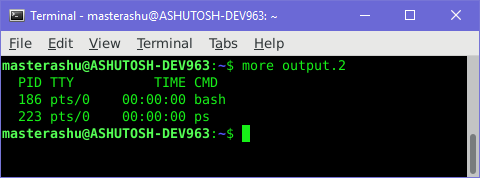 Terminal - masterashu@ASHUTOSH-DEV963: ~
File Edit View Terminal Tabs Help
masterashu@ASHUTOSH-DEV963:~$ more output.2
  PID TTY          TIME CMD
  186 pts/0    00:00:00 bash
  223 pts/0    00:00:00 ps
masterashu@ASHUTOSH-DEV963:~$